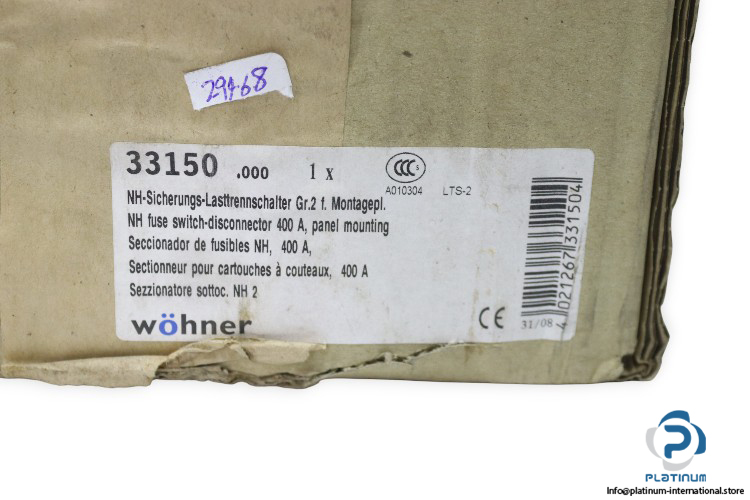 29468
33150 .000 1 x
CCC S
A010304 LTS-2
NH-Sicherungs-Lasttrennschalter Gr.2 f. Montagepl.
NH fuse switch-disconnector 400 A, panel mounting
Seccionador de fusibles NH, 400 A,
Sectionneur pour cartouches à couteaux, 400 A
Sezzionatore sottoc. NH 2
wöhner
CE
31/08
4 021267 331504
PLATINUM
Info@platinum-international.store